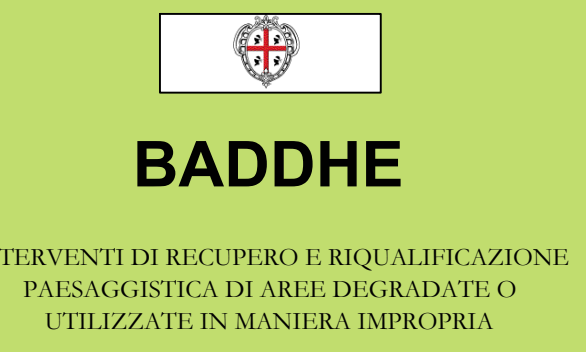 BADDHE
TERVENTI DI RECUPERO E RIQUALIFICAZIONE
PAESAGGISTICA DI AREE DEGRADATE O
UTILIZZATE IN MANIERA IMPROPRIA